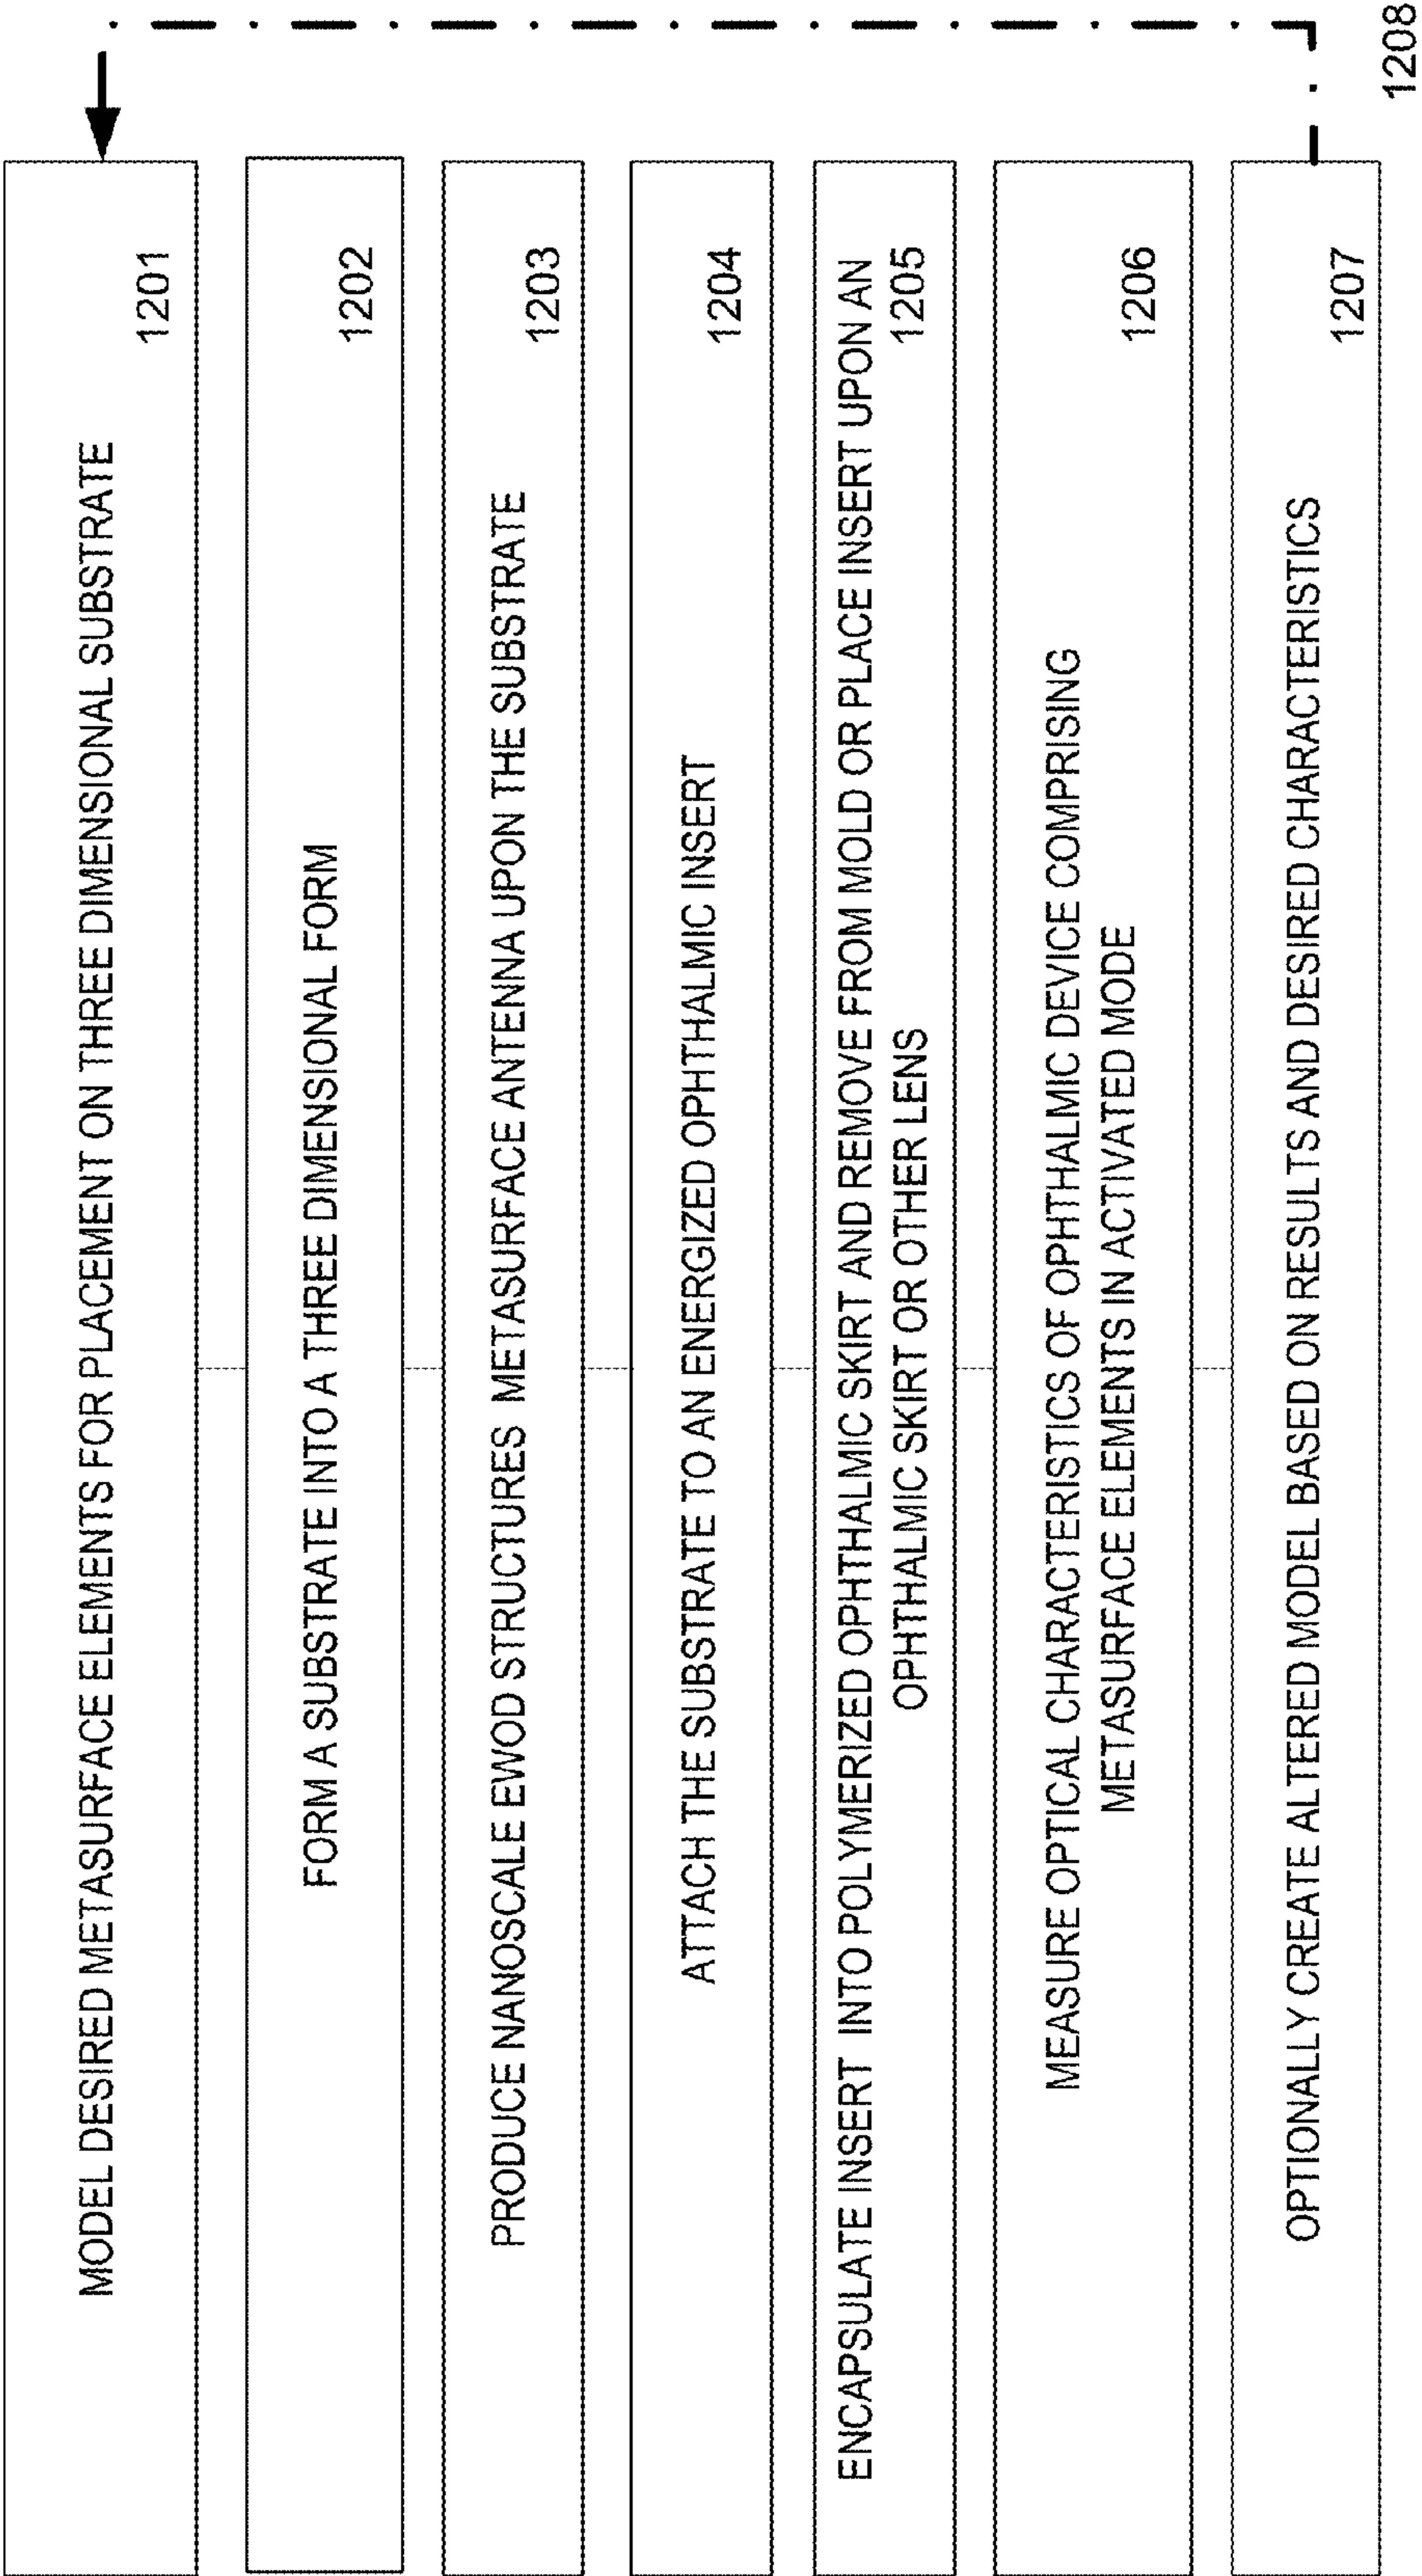 MODEL DESIRED METASURFACE ELEMENTS FOR PLACEMENT ON THREE DIMENSIONAL SUBSTRATE
1201
FORM A SUBSTRATE INTO A THREE DIMENSIONAL FORM
1202
PRODUCE NANOSCALE EWOD STRUCTURES METASURFACE ANTENNA UPON THE SUBSTRATE
1203
ATTACH THE SUBSTRATE TO AN ENERGIZED OPHTHALMIC INSERT
1204
ENCAPSULATE INSERT INTO POLYMERIZED OPHTHALMIC SKIRT AND REMOVE FROM MOLD OR PLACE INSERT UPON AN
OPHTHALMIC SKIRT OR OTHER LENS
1205
MEASURE OPTICAL CHARACTERISTICS OF OPHTHALMIC DEVICE COMPRISING
METASURFACE ELEMENTS IN ACTIVATED MODE
1206
OPTIONALLY CREATE ALTERED MODEL BASED ON RESULTS AND DESIRED CHARACTERISTICS
1207
1208